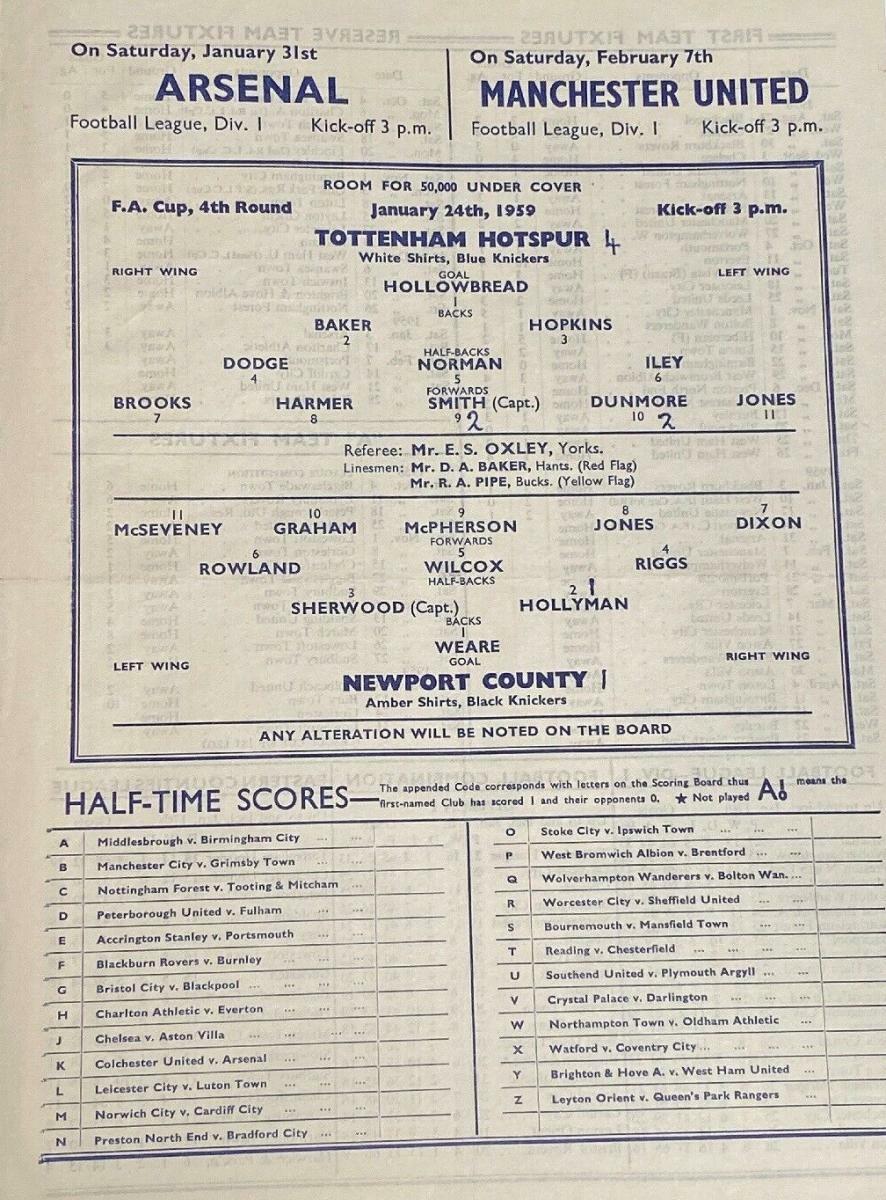 On Saturday, January 31st
ARSENAL
Football League, Div. 1 Kick-off 3 p.m.
On Saturday, February 7th
MANCHESTER UNITED
Football League, Div. 1 Kick-off 3 p.m.
ROOM FOR 50,000 UNDER COVER
F.A. Cup, 4th Round January 24th, 1959 Kick-off 3 p.m.
TOTTENHAM HOTSPUR 4
White Shirts, Blue Knickers
RIGHT WING GOAL LEFT WING
HOLLOWBREAD
1
BACKS
BAKER HOPKINS
2 3
HALF-BACKS
DODGE NORMAN ILEY
4 5 6
FORWARDS
BROOKS HARMER SMITH (Capt.) DUNMORE JONES
7 8 9 2 10 2 11
Referee: Mr. E. S. OXLEY, Yorks.
Linesmen: Mr. D. A. BAKER, Hants. (Red Flag)
Mr. R. A. PIPE, Bucks. (Yellow Flag)
11 10 9 8 7
McSEVENEY GRAHAM McPHERSON JONES DIXON
FORWARDS
6 5 4
ROWLAND WILCOX RIGGS
HALF-BACKS
3 2 1
SHERWOOD (Capt.) HOLLYMAN
BACKS
1
WEARE
LEFT WING GOAL RIGHT WING
NEWPORT COUNTY 1
Amber Shirts, Black Knickers
ANY ALTERATION WILL BE NOTED ON THE BOARD
HALF-TIME SCORES—
The appended Code corresponds with letters on the Scoring Board thus A 1 0 means the
first-named Club has scored 1 and their opponents 0. ★ Not played
A Middlesbrough v. Birmingham City ... ...
B Manchester City v. Grimsby Town ... ...
C Nottingham Forest v. Tooting & Mitcham ...
D Peterborough United v. Fulham ... ...
E Accrington Stanley v. Portsmouth ... ...
F Blackburn Rovers v. Burnley ... ...
G Bristol City v. Blackpool ... ... ...
H Charlton Athletic v. Everton ... ...
J Chelsea v. Aston Villa ... ... ...
K Colchester United v. Arsenal ... ...
L Leicester City v. Luton Town ... ...
M Norwich City v. Cardiff City ... ...
N Preston North End v. Bradford City ... ...
O Stoke City v. Ipswich Town ... ... ...
P West Bromwich Albion v. Brentford ... ...
Q Wolverhampton Wanderers v. Bolton Wan. ...
R Worcester City v. Sheffield United ... ...
S Bournemouth v. Mansfield Town ... ...
T Reading v. Chesterfield ... ... ... ...
U Southend United v. Plymouth Argyll ... ...
V Crystal Palace v. Darlington ... ... ...
W Northampton Town v. Oldham Athletic ...
X Watford v. Coventry City ... ... ... ...
Y Brighton & Hove A. v. West Ham United ...
Z Leyton Orient v. Queen's Park Rangers ...